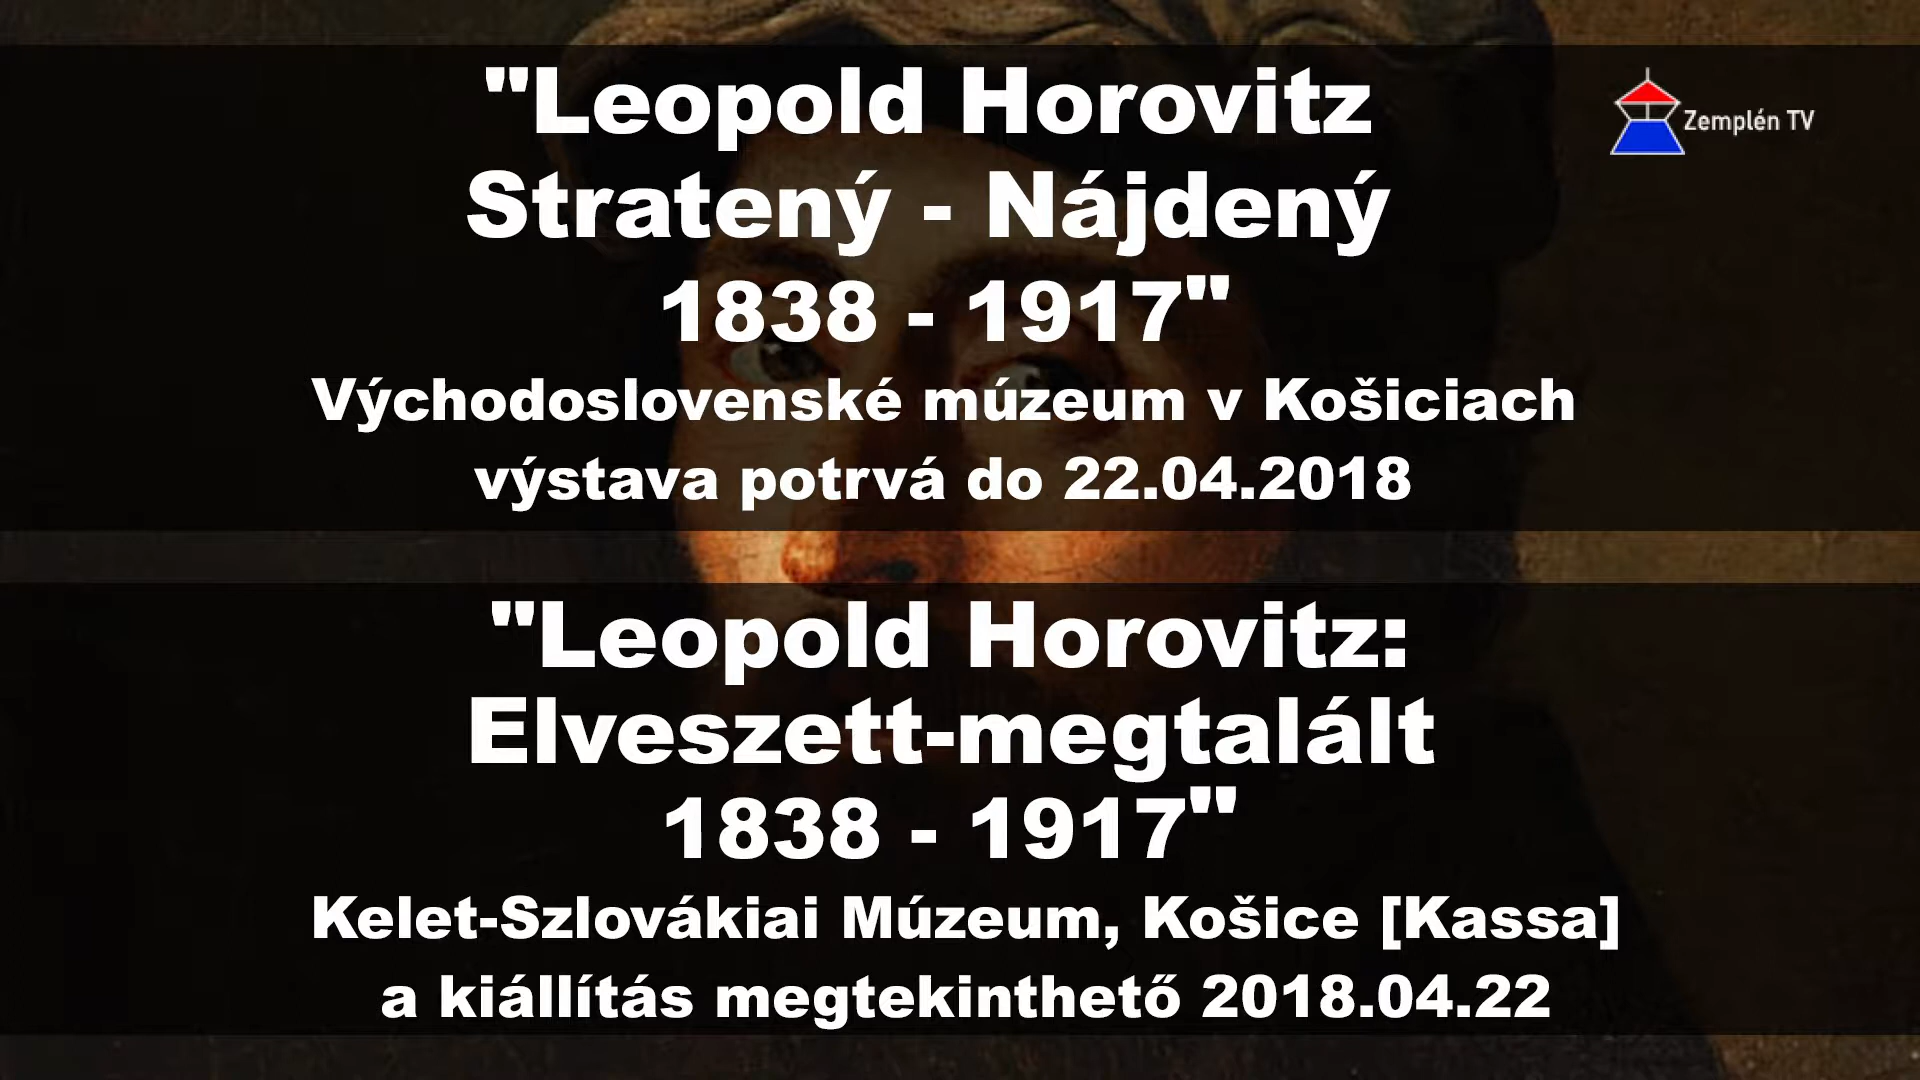 "Leopold Horovitz
Zemplén TV
Stratený - Nájdený
1838 - 1917"
Východoslovenské múzeum v Košiciach
výstava potrvá do 22.04.2018
"Leopold Horovitz:
Elveszett-megtalált
1838 - 1917"
Kelet-Szlovákiai Múzeum, Košice [Kassa]
a kiállítás megtekinthető 2018.04.22